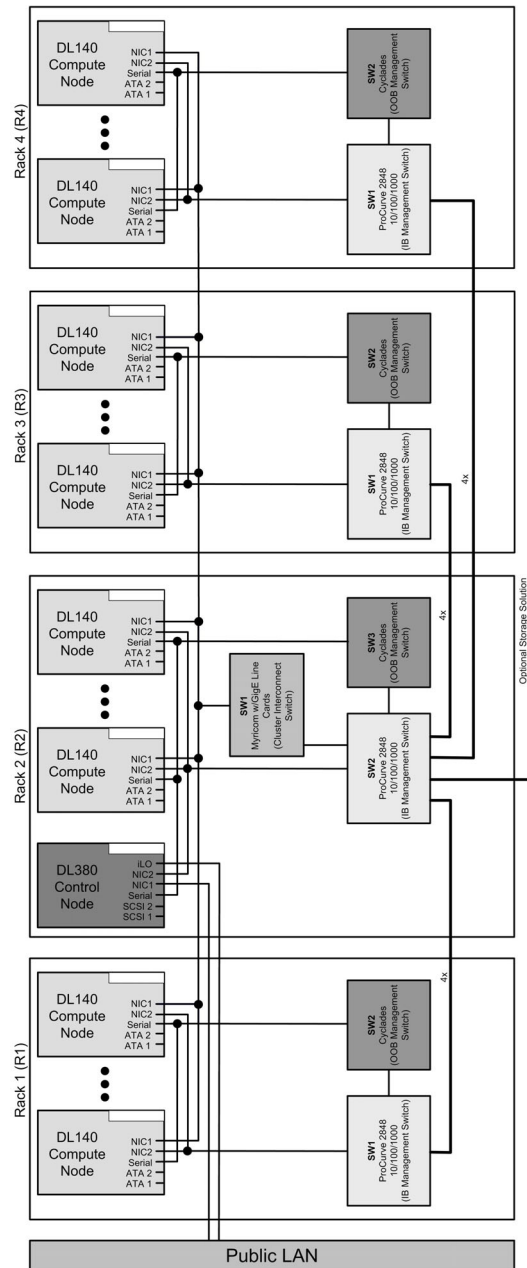 Rack 4 (R4)
DL140
Compute
Node
NIC1
NIC2
Serial
ATA 2
ATA 1
DL140
Compute
Node
NIC1
NIC2
Serial
ATA 2
ATA 1
SW2
Cyclades
(OOB Management
Switch)
SW1
ProCurve 2848
10/100/1000
(IB Management Switch)
Rack 3 (R3)
DL140
Compute
Node
NIC1
NIC2
Serial
ATA 2
ATA 1
DL140
Compute
Node
NIC1
NIC2
Serial
ATA 2
ATA 1
SW2
Cyclades
(OOB Management
Switch)
SW1
ProCurve 2848
10/100/1000
(IB Management Switch)
4x
Rack 2 (R2)
DL140
Compute
Node
NIC1
NIC2
Serial
ATA 2
ATA 1
DL140
Compute
Node
NIC1
NIC2
Serial
ATA 2
ATA 1
DL380
Control
Node
iLO
NIC2
NIC1
Serial
SCSI 2
SCSI 1
SW1
Myricom w/GigE Line
Cards
(Cluster Interconnect
Switch)
SW3
Cyclades
(OOB Management
Switch)
SW2
ProCurve 2848
10/100/1000
(IB Management Switch)
4x
Optional Storage Solution
Rack 1 (R1)
DL140
Compute
Node
NIC1
NIC2
Serial
ATA 2
ATA 1
DL140
Compute
Node
NIC1
NIC2
Serial
ATA 2
ATA 1
SW2
Cyclades
(OOB Management
Switch)
SW1
ProCurve 2848
10/100/1000
(IB Management Switch)
4x
Public LAN